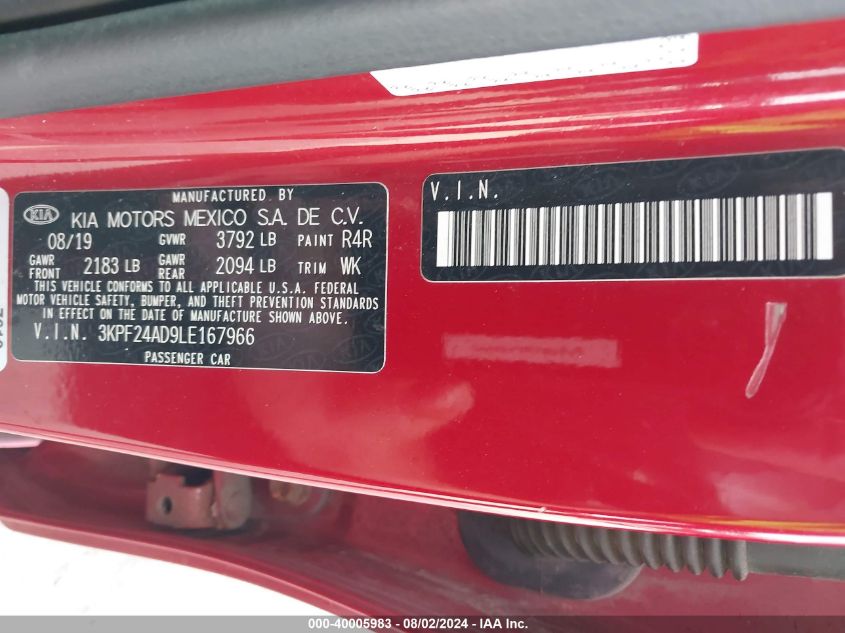 MANUFACTURED BY
KIA KIA MOTORS MEXICO S.A. DE C.V.
08/19 GVWR 3792 LB PAINT R4R
GAWR FRONT 2183 LB GAWR REAR 2094 LB TRIM WK
THIS VEHICLE CONFORMS TO ALL APPLICABLE U.S.A. FEDERAL
MOTOR VEHICLE SAFETY, BUMPER, AND THEFT PREVENTION STANDARDS
IN EFFECT ON THE DATE OF MANUFACTURE SHOWN ABOVE.
V.I.N. 3KPF24AD9LE167966
PASSENGER CAR
V.I.N.
000-40005983 - 08/02/2024 - IAA Inc.